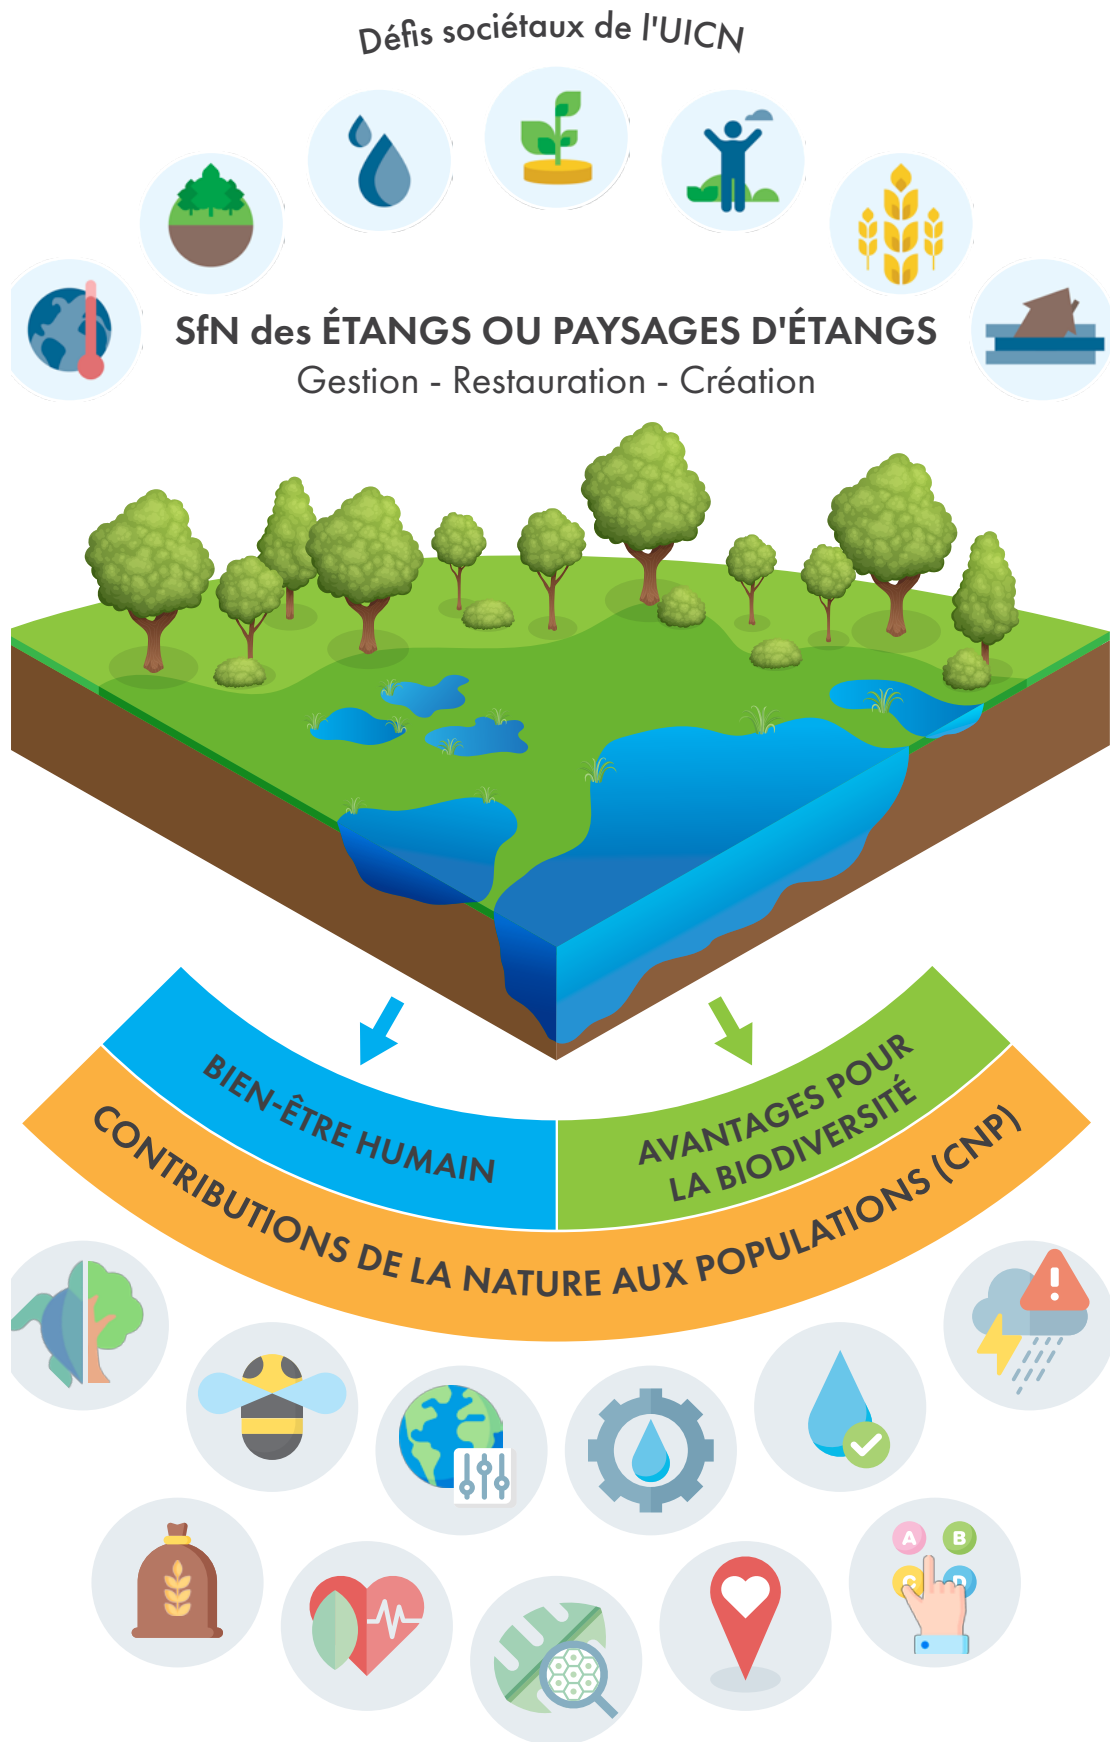 Défis sociétaux de l'UICN
SfN des ÉTANGS OU PAYSAGES D'ÉTANGS
Gestion - Restauration - Création
BIEN-ÊTRE HUMAIN
AVANTAGES POUR
LA BIODIVERSITÉ
CONTRIBUTIONS DE LA NATURE AUX POPULATIONS (CNP)
A B
C D